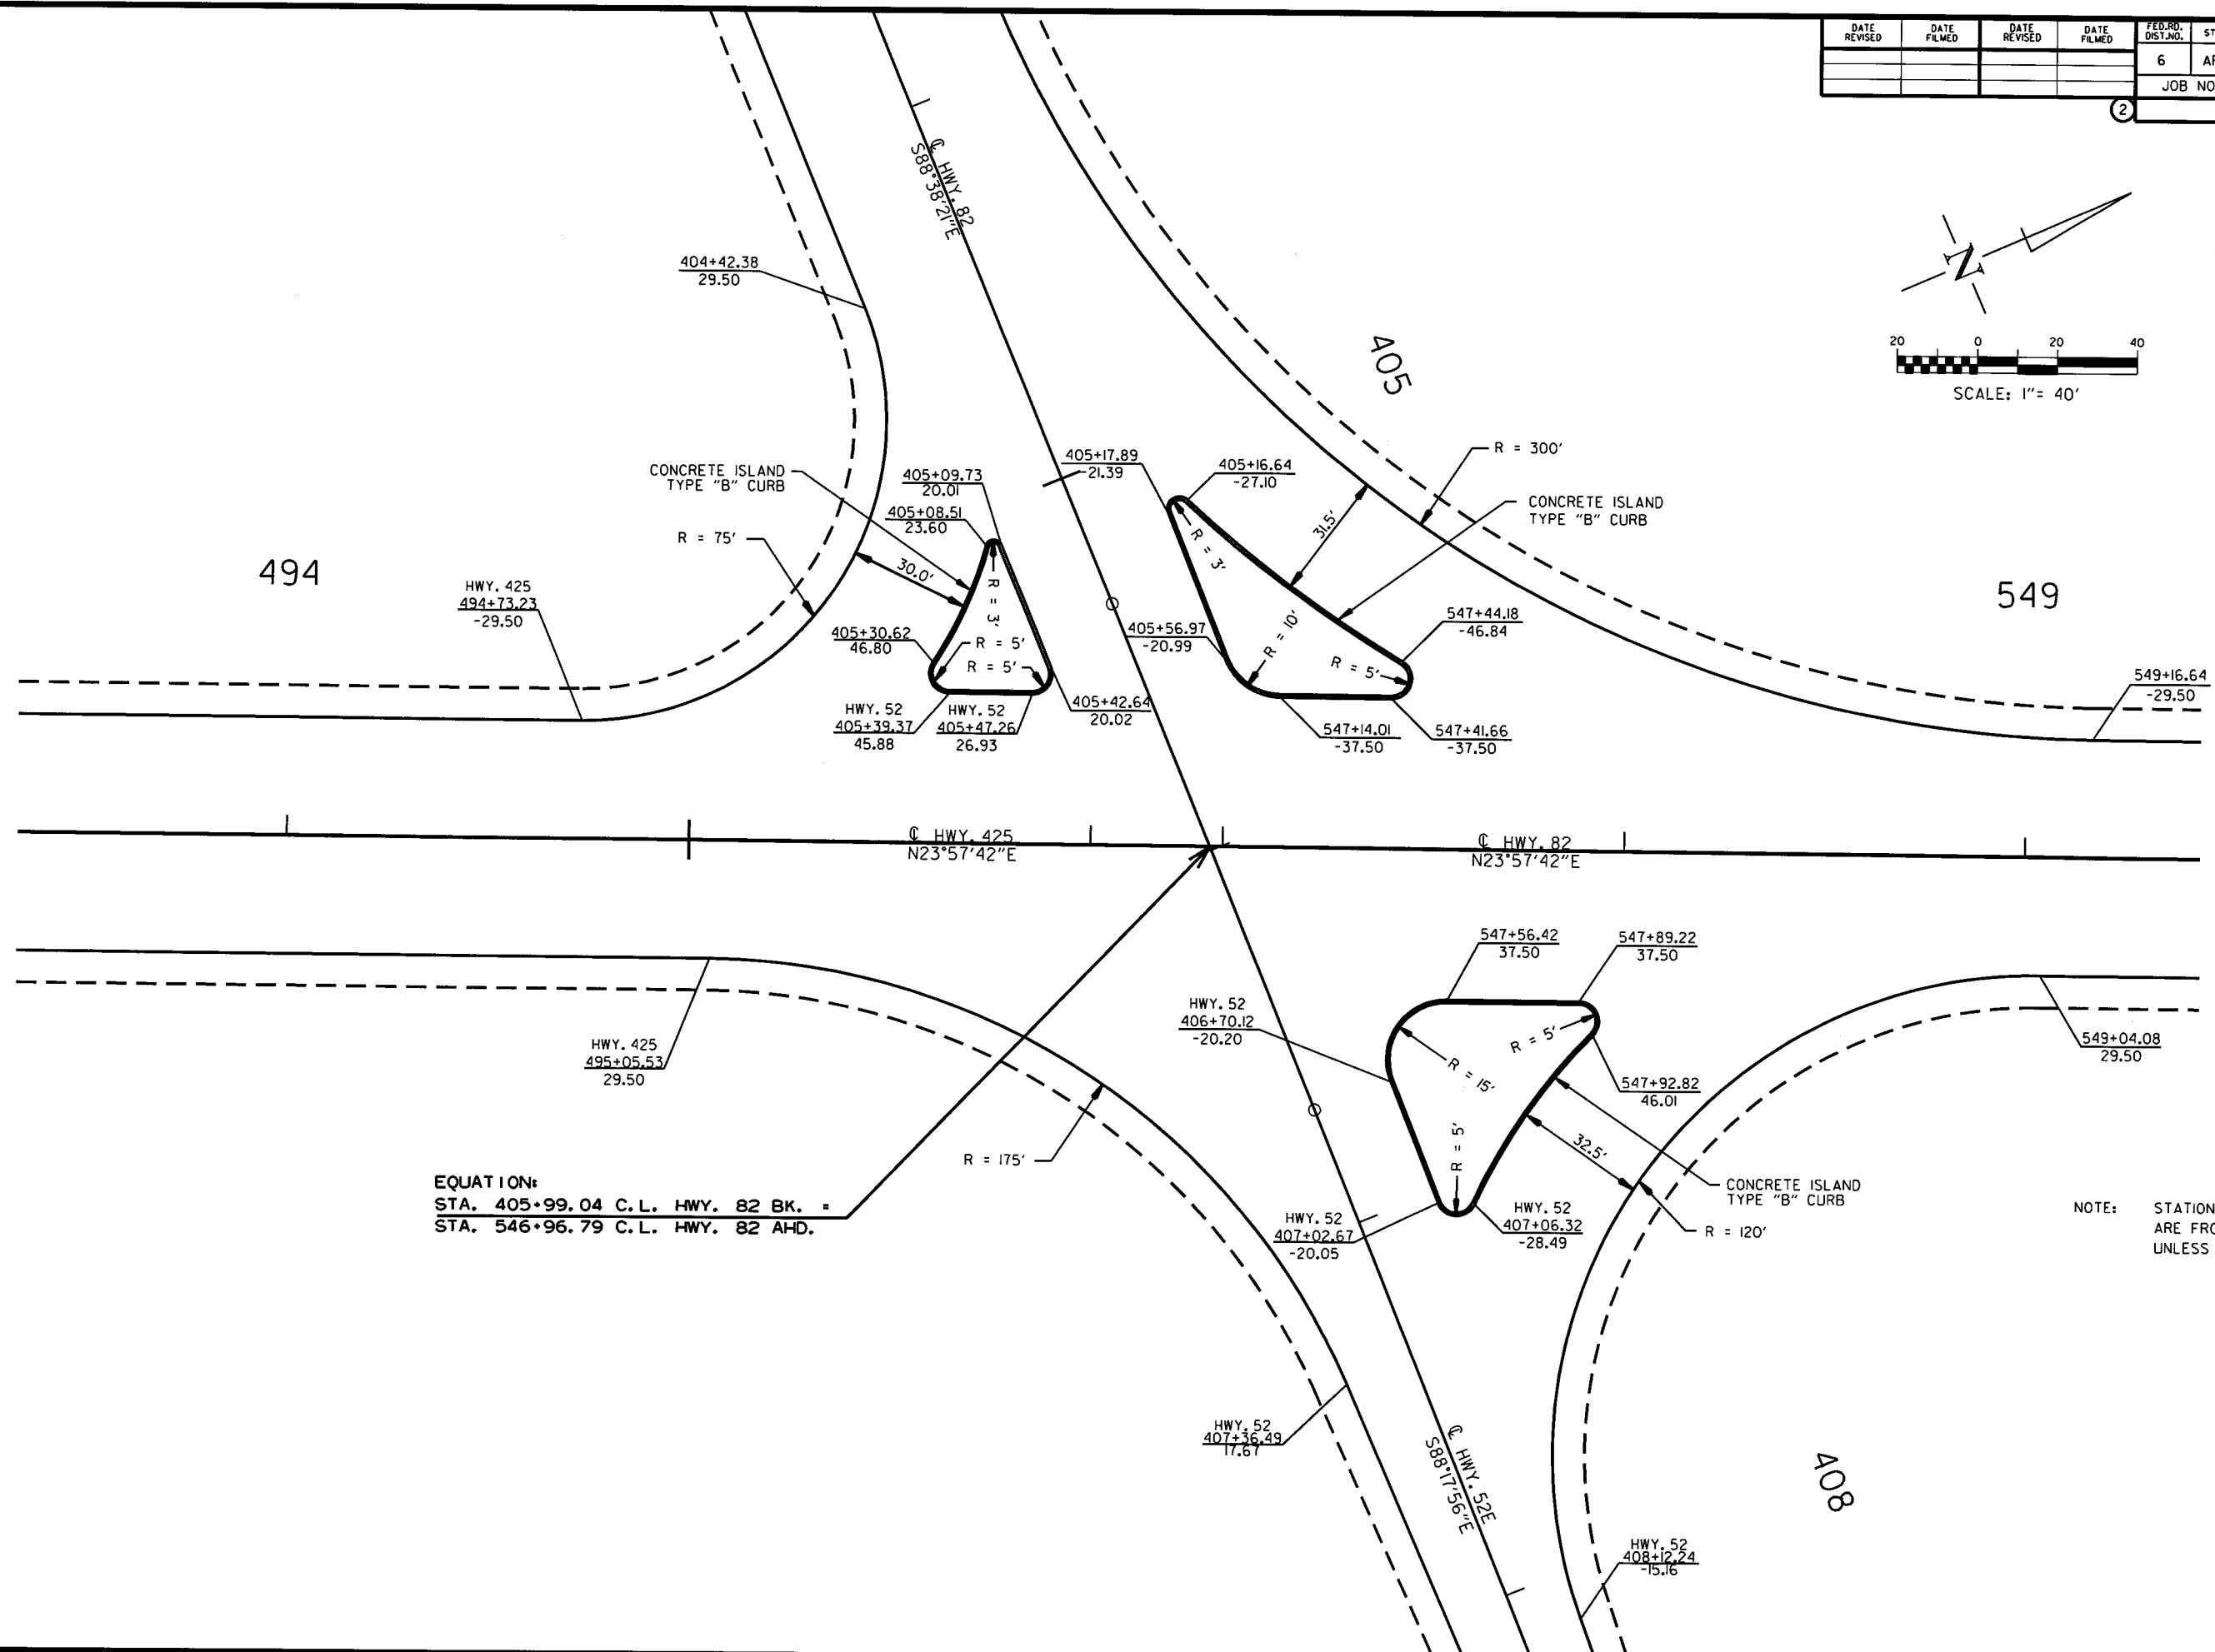 DATE REVISED
DATE FILMED
DATE REVISED
DATE FILMED
FED.RD. DIST.NO.
6
JOB NO
2
℄ HWY. 82
S88°38'21"E
404+42.38
29.50
N
405
20 0 20 40
SCALE: 1"= 40'
R = 300'
CONCRETE ISLAND
TYPE "B" CURB
405+09.73
20.01
405+17.89
-21.39
405+16.64
-27.10
CONCRETE ISLAND
TYPE "B" CURB
405+08.51
23.60
R = 75'
30.0'
31.5'
R = 3'
R = 3'
494
549
HWY. 425
494+73.23
-29.50
405+30.62
46.80
R = 5'
R = 5'
405+56.97
-20.99
R = 10'
R = 5'
547+44.18
-46.84
549+16.64
-29.50
HWY. 52
405+39.37
45.88
HWY. 52
405+47.26
26.93
405+42.64
20.02
547+14.01
-37.50
547+41.66
-37.50
℄ HWY. 425
N23°57'42"E
℄ HWY. 82
N23°57'42"E
547+56.42
37.50
547+89.22
37.50
HWY. 52
406+70.12
-20.20
R = 5'
R = 15'
R = 5'
HWY. 425
495+05.53
29.50
549+04.08
29.50
547+92.82
46.01
32.5'
R = 175'
EQUATION:
STA. 405+99.04 C.L. HWY. 82 BK. =
STA. 546+96.79 C.L. HWY. 82 AHD.
CONCRETE ISLAND
TYPE "B" CURB
R = 120'
HWY. 52
407+02.67
-20.05
HWY. 52
407+06.32
-28.49
NOTE: STATION
ARE FRO
UNLESS
HWY. 52
407+36.49
17.67
℄ HWY. 52E
S88°17'56"E
408
HWY. 52
408+12.24
-15.16